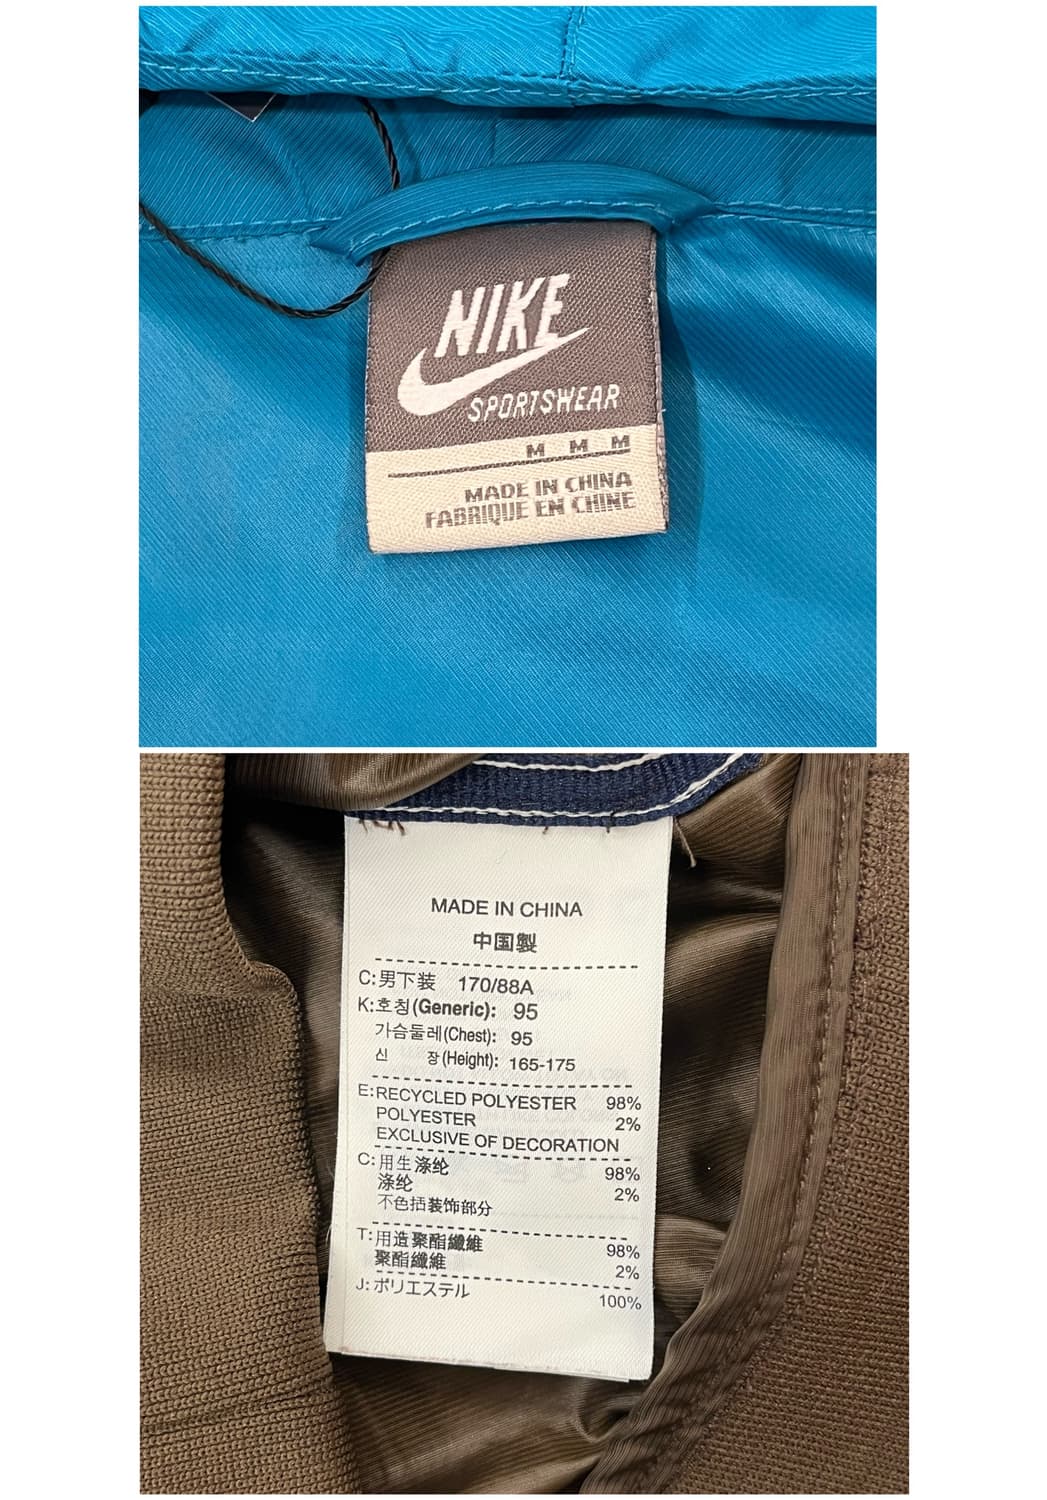 NIKE
SPORTSWEAR
M M M
MADE IN CHINA
FABRIQUE EN CHINE
MADE IN CHINA
中国製
C:男下装 170/88A
K:호칭(Generic): 95
가슴둘레(Chest): 95
신 장(Height): 165-175
E:RECYCLED POLYESTER 98%
POLYESTER 2%
EXCLUSIVE OF DECORATION
C:用生涤纶 98%
涤纶 2%
不色括装饰部分
T:用造聚酯纖維 98%
聚酯纖維 2%
J:ポリエステル 100%